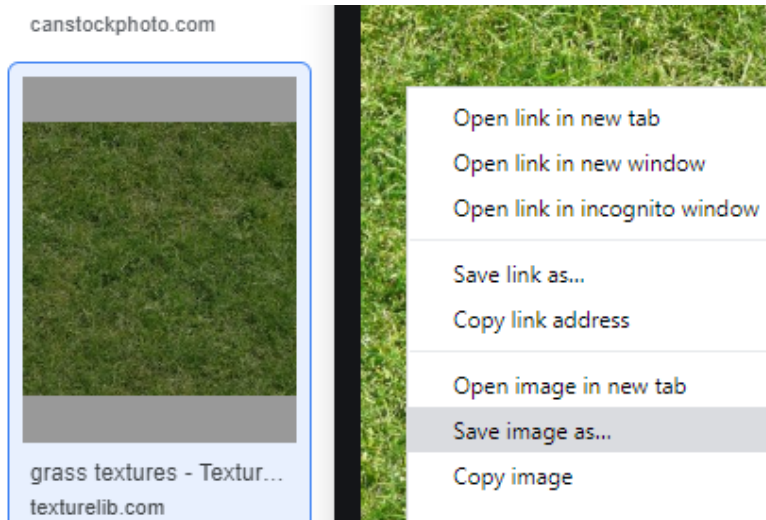 canstockphoto.com
grass textures - Textur...
texturelib.com
Open link in new tab
Open link in new window
Open link in incognito window
Save link as...
Copy link address
Open image in new tab
Save image as...
Copy image